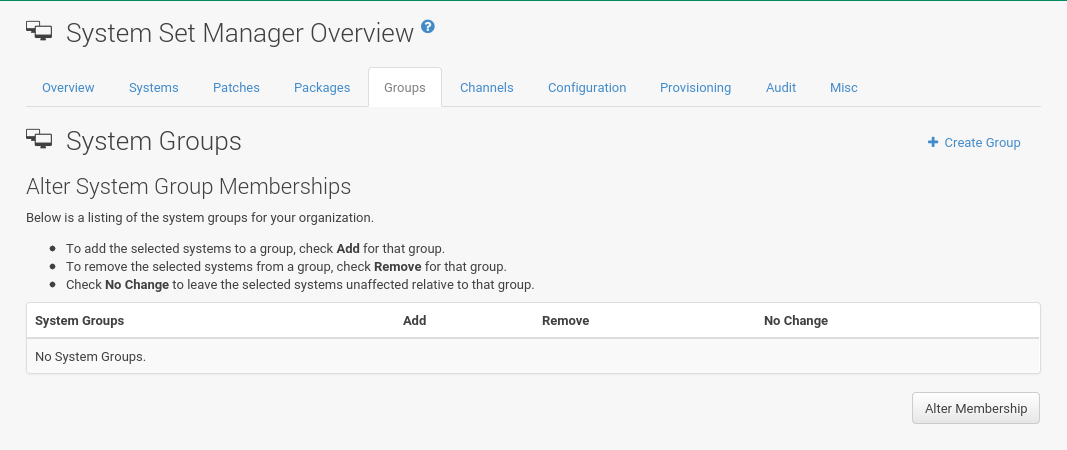 System Set Manager Overview ?
Overview Systems Patches Packages Groups Channels Configuration Provisioning Audit Misc
System Groups
+ Create Group
Alter System Group Memberships
Below is a listing of the system groups for your organization.
• To add the selected systems to a group, check Add for that group.
• To remove the selected systems from a group, check Remove for that group.
• Check No Change to leave the selected systems unaffected relative to that group.
System Groups Add Remove No Change
No System Groups.
Alter Membership